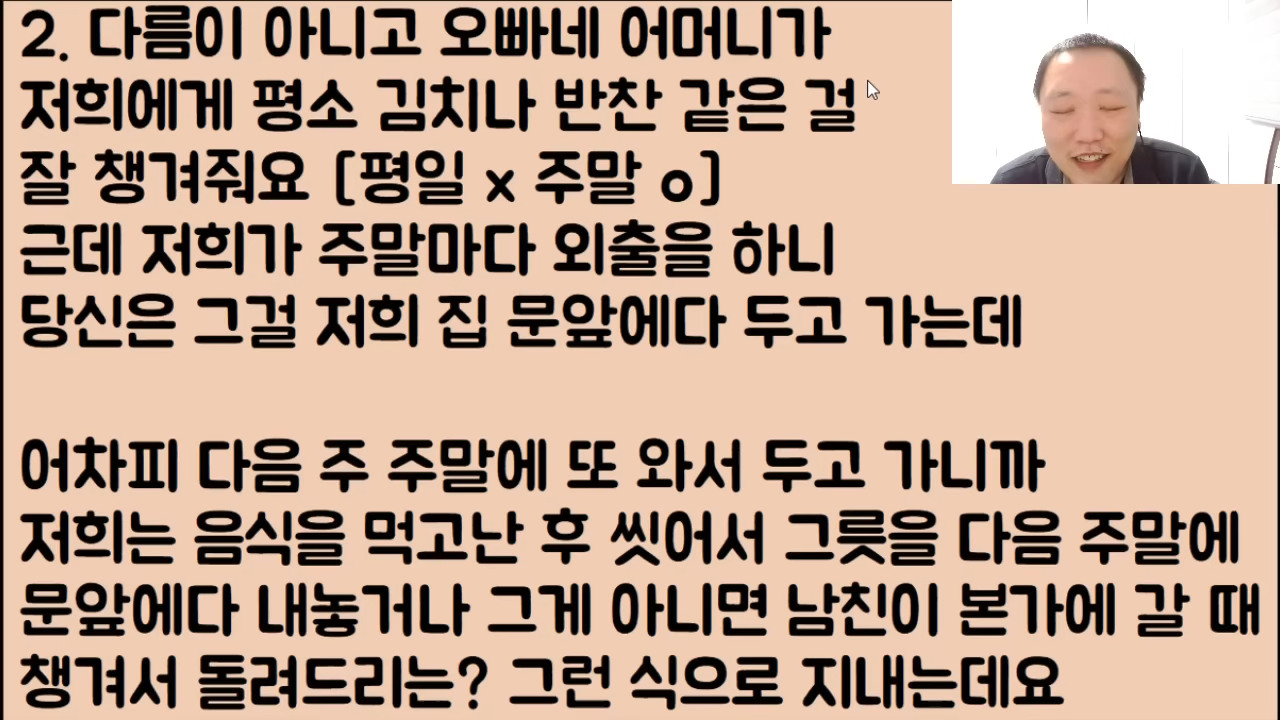 2. 다름이 아니고 오빠네 어머니가
저희에게 평소 김치나 반찬 같은 걸
잘 챙겨줘요 [평일 x 주말 o]
근데 저희가 주말마다 외출을 하니
당신은 그걸 저희 집 문앞에다 두고 가는데
어차피 다음 주 주말에 또 와서 두고 가니까
저희는 음식을 먹고난 후 씻어서 그릇을 다음 주말에
문앞에다 내놓거나 그게 아니면 남친이 본가에 갈 때
챙겨서 돌려드리는? 그런 식으로 지내는데요